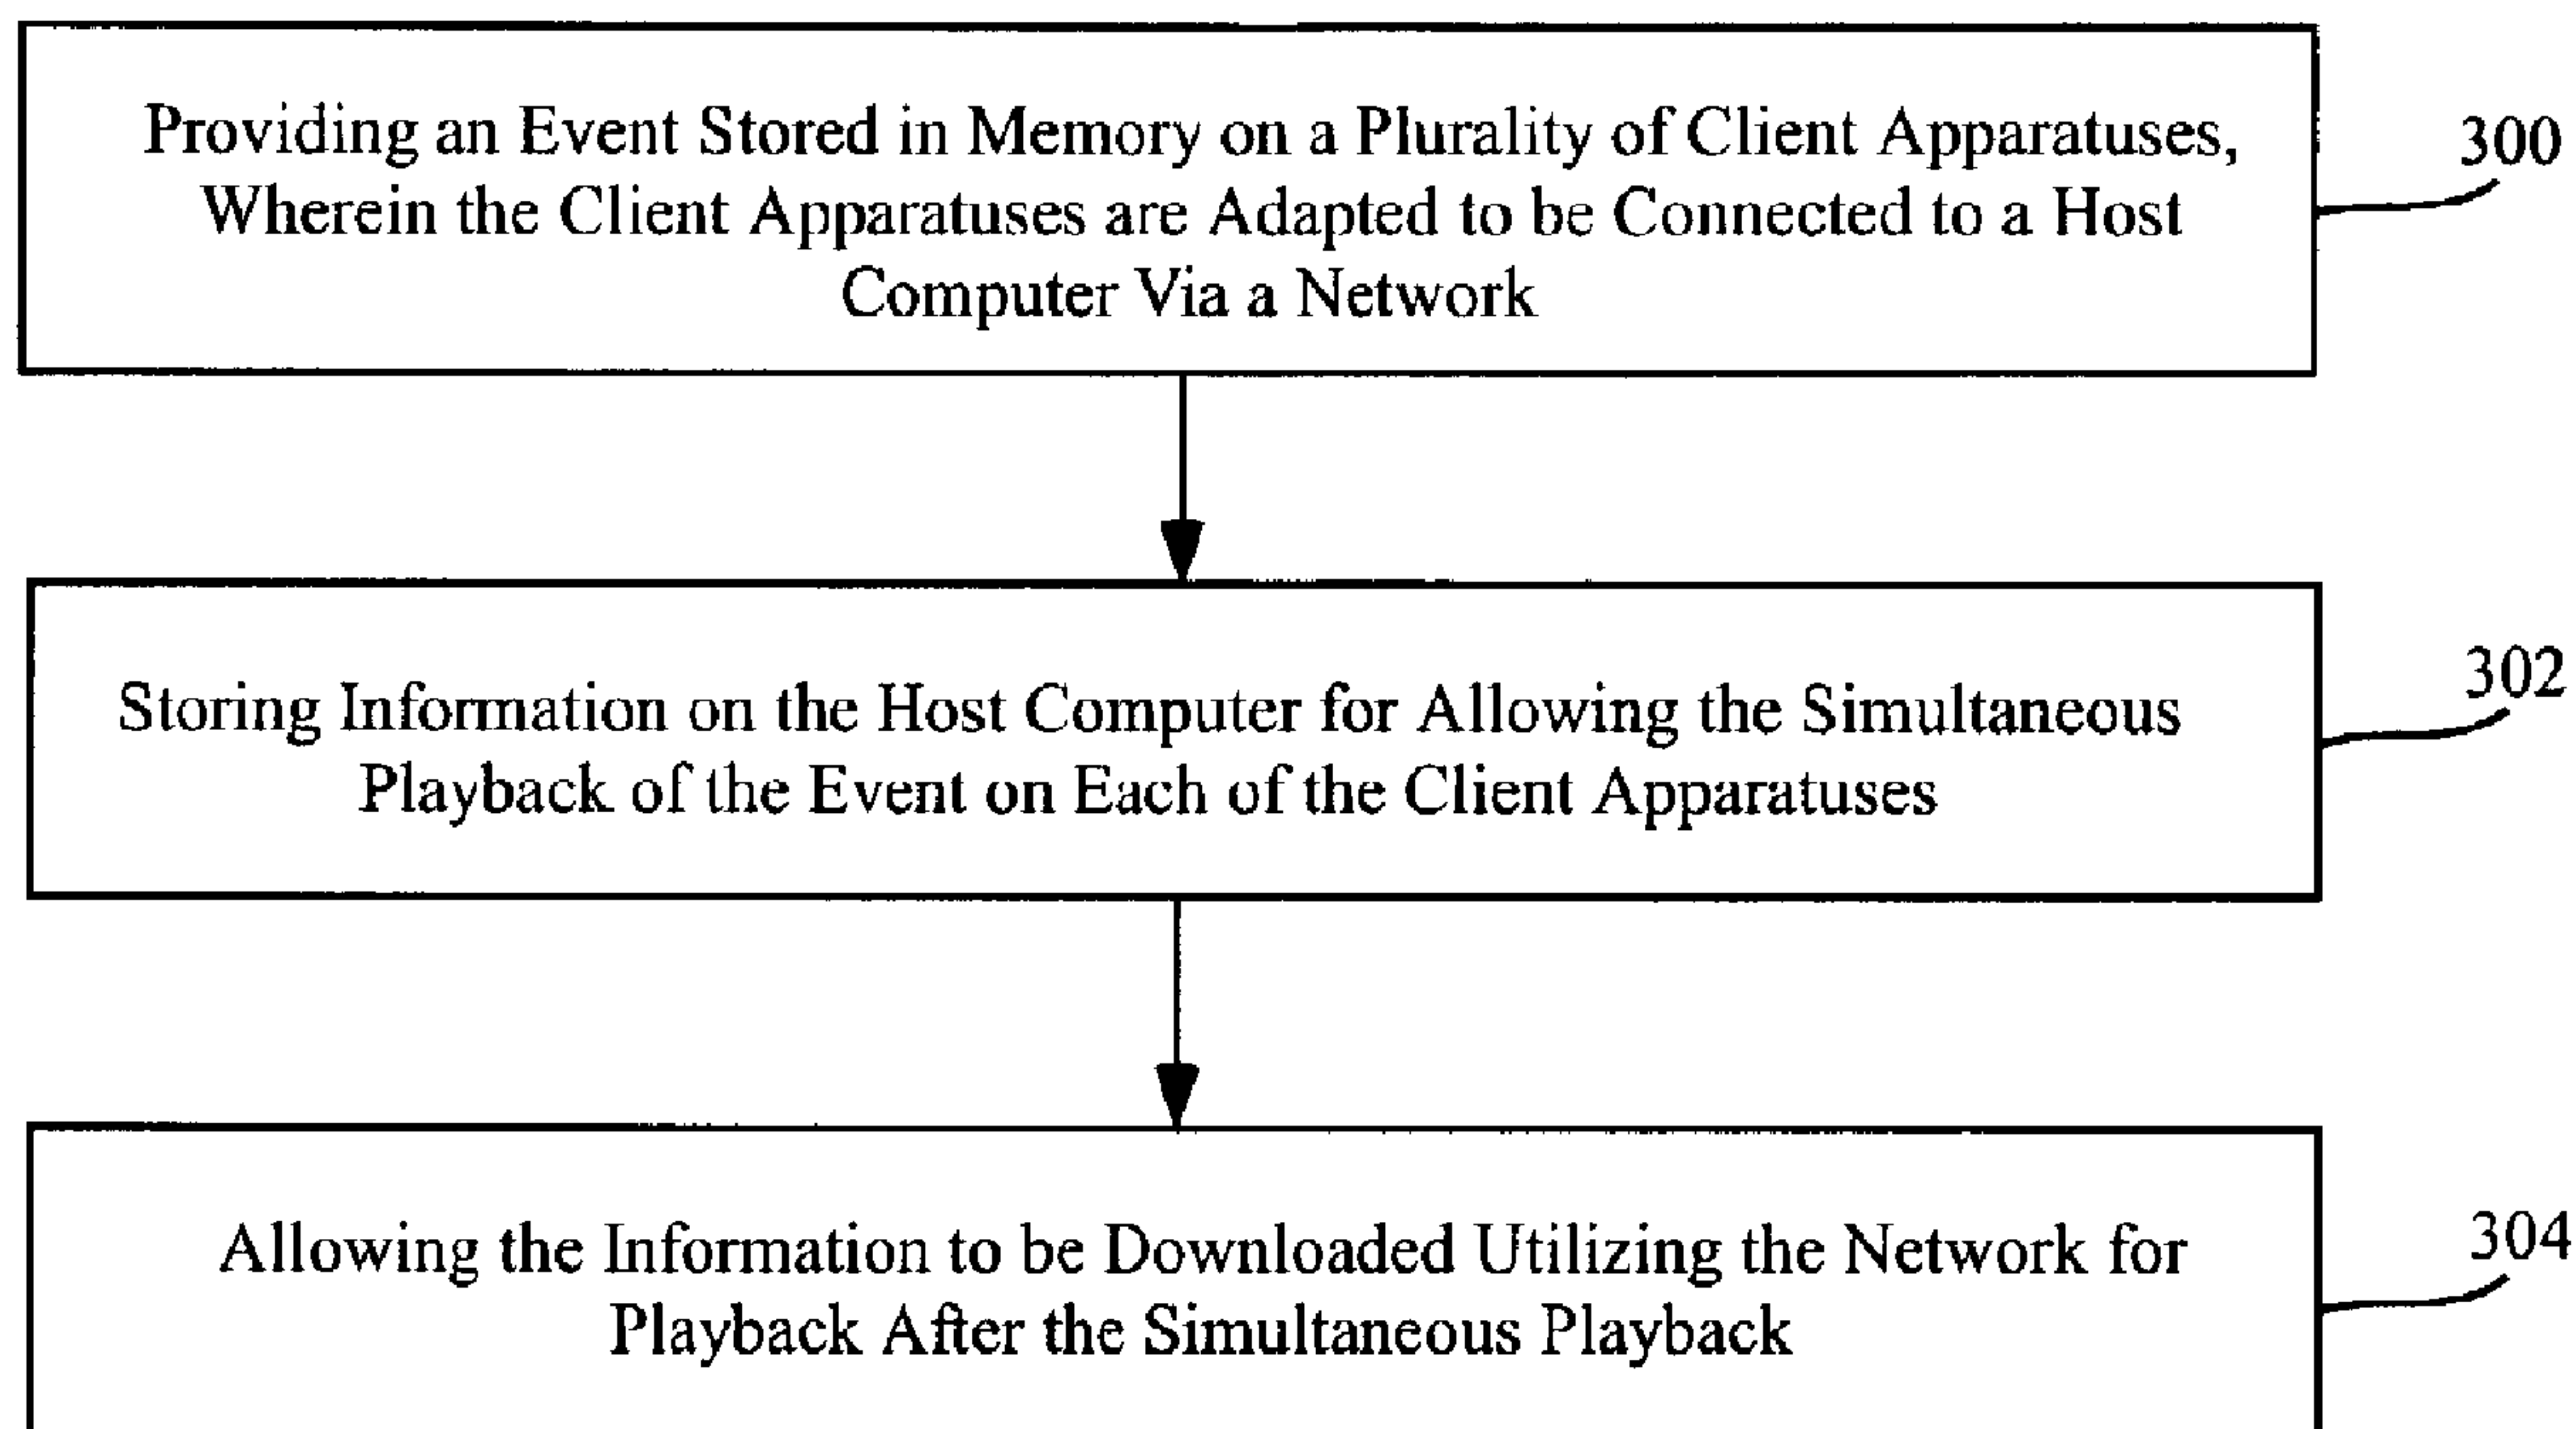 Providing an Event Stored in Memory on a Plurality of Client Apparatuses,
Wherein the Client Apparatuses are Adapted to be Connected to a Host
Computer Via a Network
300
Storing Information on the Host Computer for Allowing the Simultaneous
Playback of the Event on Each of the Client Apparatuses
302
Allowing the Information to be Downloaded Utilizing the Network for
Playback After the Simultaneous Playback
304